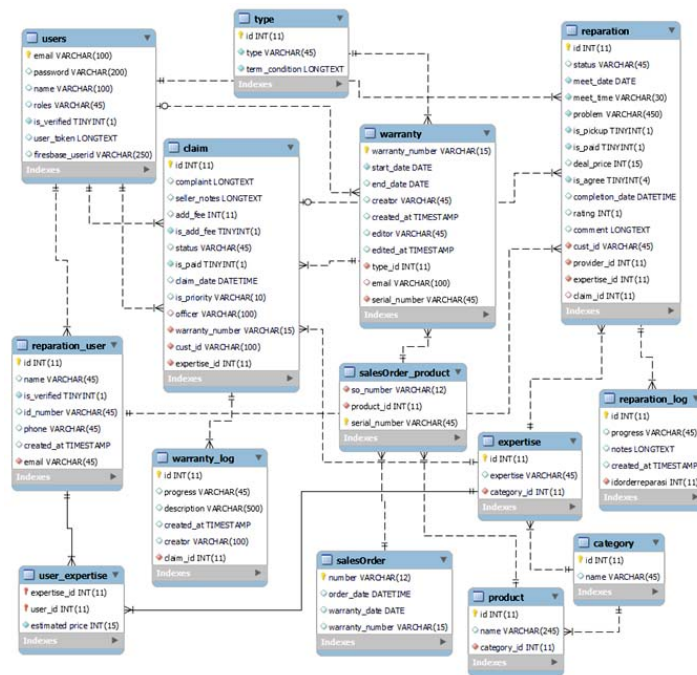 users
email VARCHAR(100)
password VARCHAR(200)
name VARCHAR(100)
roles VARCHAR(45)
is_verified TINYINT(1)
user_token LONGTEXT
firesbase_userid VARCHAR(250)
Indexes
type
id INT(11)
type VARCHAR(45)
term_condition LONGTEXT
Indexes
reparation
id INT(11)
status VARCHAR(45)
meet_date DATE
meet_time VARCHAR(30)
problem VARCHAR(450)
is_pickup TINYINT(1)
is_paid TINYINT(1)
deal_price INT(15)
is_agree TINYINT(4)
completion_date DATETIME
rating INT(1)
comment LONGTEXT
cust_id VARCHAR(45)
provider_id INT(11)
expertise_id INT(11)
claim_id INT(11)
Indexes
claim
id INT(11)
complaint LONGTEXT
seller_notes LONGTEXT
add_fee INT(11)
is_add_fee TINYINT(1)
status VARCHAR(45)
is_paid TINYINT(1)
claim_date DATETIME
is_priority VARCHAR(10)
officer VARCHAR(100)
warranty_number VARCHAR(15)
cust_id VARCHAR(100)
expertise_id INT(11)
Indexes
warranty
warranty_number VARCHAR(15)
start_date DATE
end_date DATE
creator VARCHAR(45)
created_at TIMESTAMP
editor VARCHAR(45)
edited_at TIMESTAMP
type_id INT(11)
email VARCHAR(100)
serial_number VARCHAR(45)
Indexes
reparation_user
id INT(11)
name VARCHAR(45)
is_verified TINYINT(1)
id_number VARCHAR(45)
phone VARCHAR(45)
created_at TIMESTAMP
email VARCHAR(45)
Indexes
salesOrder_product
so_number VARCHAR(12)
product_id INT(11)
serial_number VARCHAR(45)
Indexes
reparation_log
id INT(11)
progress VARCHAR(45)
notes LONGTEXT
created_at TIMESTAMP
idorderreparasi INT(11)
Indexes
warranty_log
id INT(11)
progress VARCHAR(45)
description VARCHAR(500)
created_at TIMESTAMP
creator VARCHAR(100)
claim_id INT(11)
Indexes
expertise
id INT(11)
expertise VARCHAR(45)
category_id INT(11)
Indexes
category
id INT(11)
name VARCHAR(45)
Indexes
user_expertise
expertise_id INT(11)
user_id INT(11)
estimated price INT(15)
Indexes
salesOrder
number VARCHAR(12)
order_date DATETIME
warranty_date DATE
warranty_number VARCHAR(15)
Indexes
product
id INT(11)
name VARCHAR(245)
category_id INT(11)
Indexes